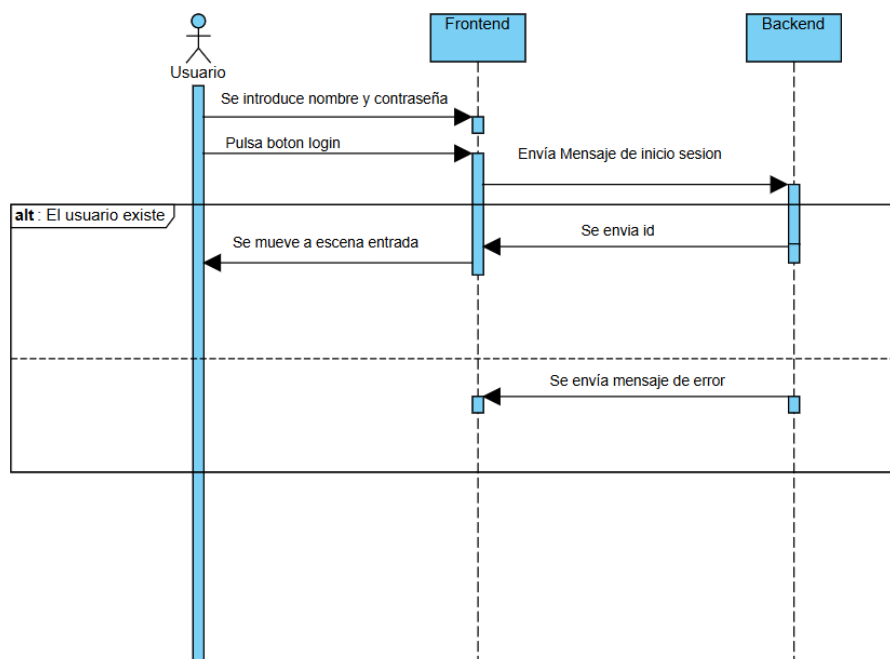 Frontend
Backend
Usuario
Se introduce nombre y contraseña
Pulsa boton login
Envía Mensaje de inicio sesion
alt : El usuario existe
Se envia id
Se mueve a escena entrada
Se envía mensaje de error